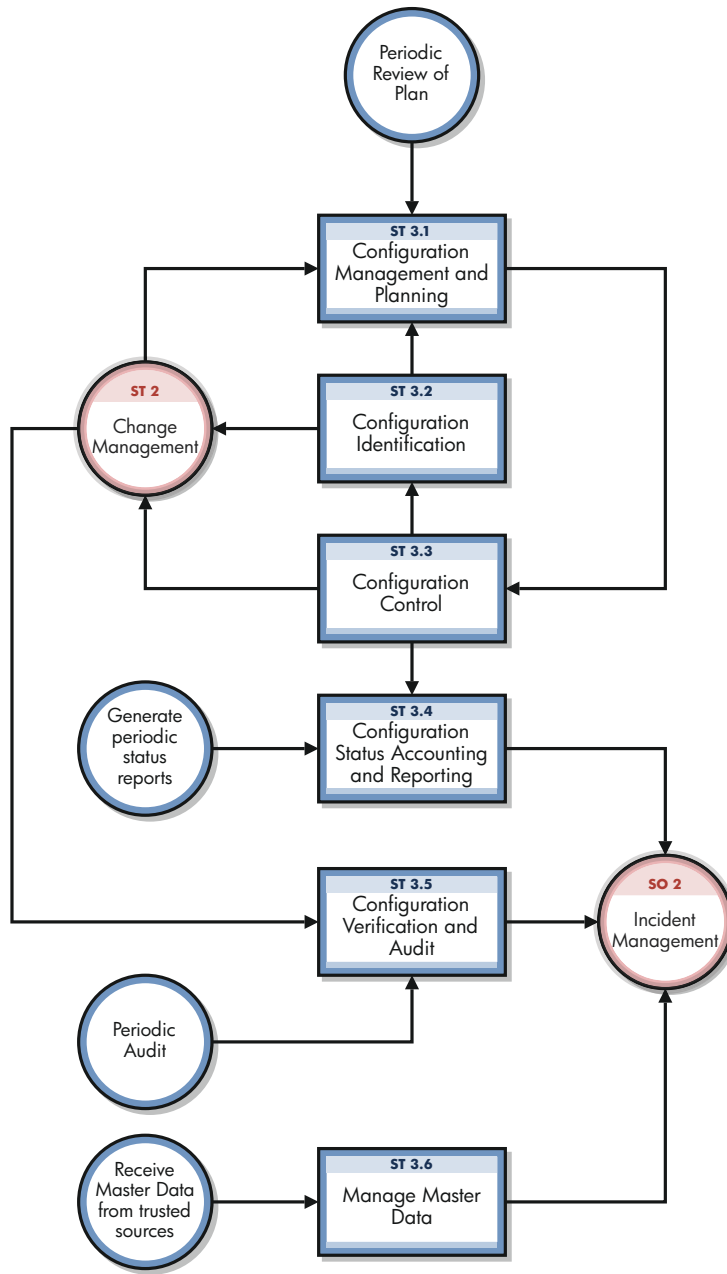 Periodic
Review of
Plan
ST 3.1
Configuration
Management and
Planning
ST 2
Change
Management
ST 3.2
Configuration
Identification
ST 3.3
Configuration
Control
Generate
periodic
status
reports
ST 3.4
Configuration
Status Accounting
and Reporting
ST 3.5
Configuration
Verification and
Audit
SO 2
Incident
Management
Periodic
Audit
Receive
Master Data
from trusted
sources
ST 3.6
Manage Master
Data